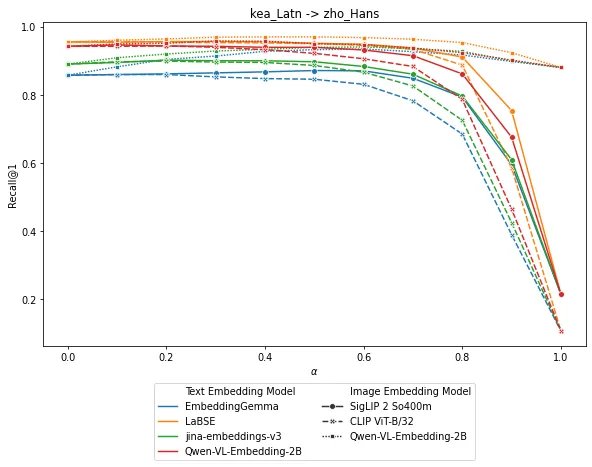 kea_Latn -> zho_Hans
Recall@1
1.0
0.8
0.6
0.4
0.2
0.0 0.2 0.4 0.6 0.8 1.0
α
Text Embedding Model Image Embedding Model
EmbeddingGemma SigLIP 2 So400m
LaBSE CLIP ViT-B/32
jina-embeddings-v3 Qwen-VL-Embedding-2B
Qwen-VL-Embedding-2B